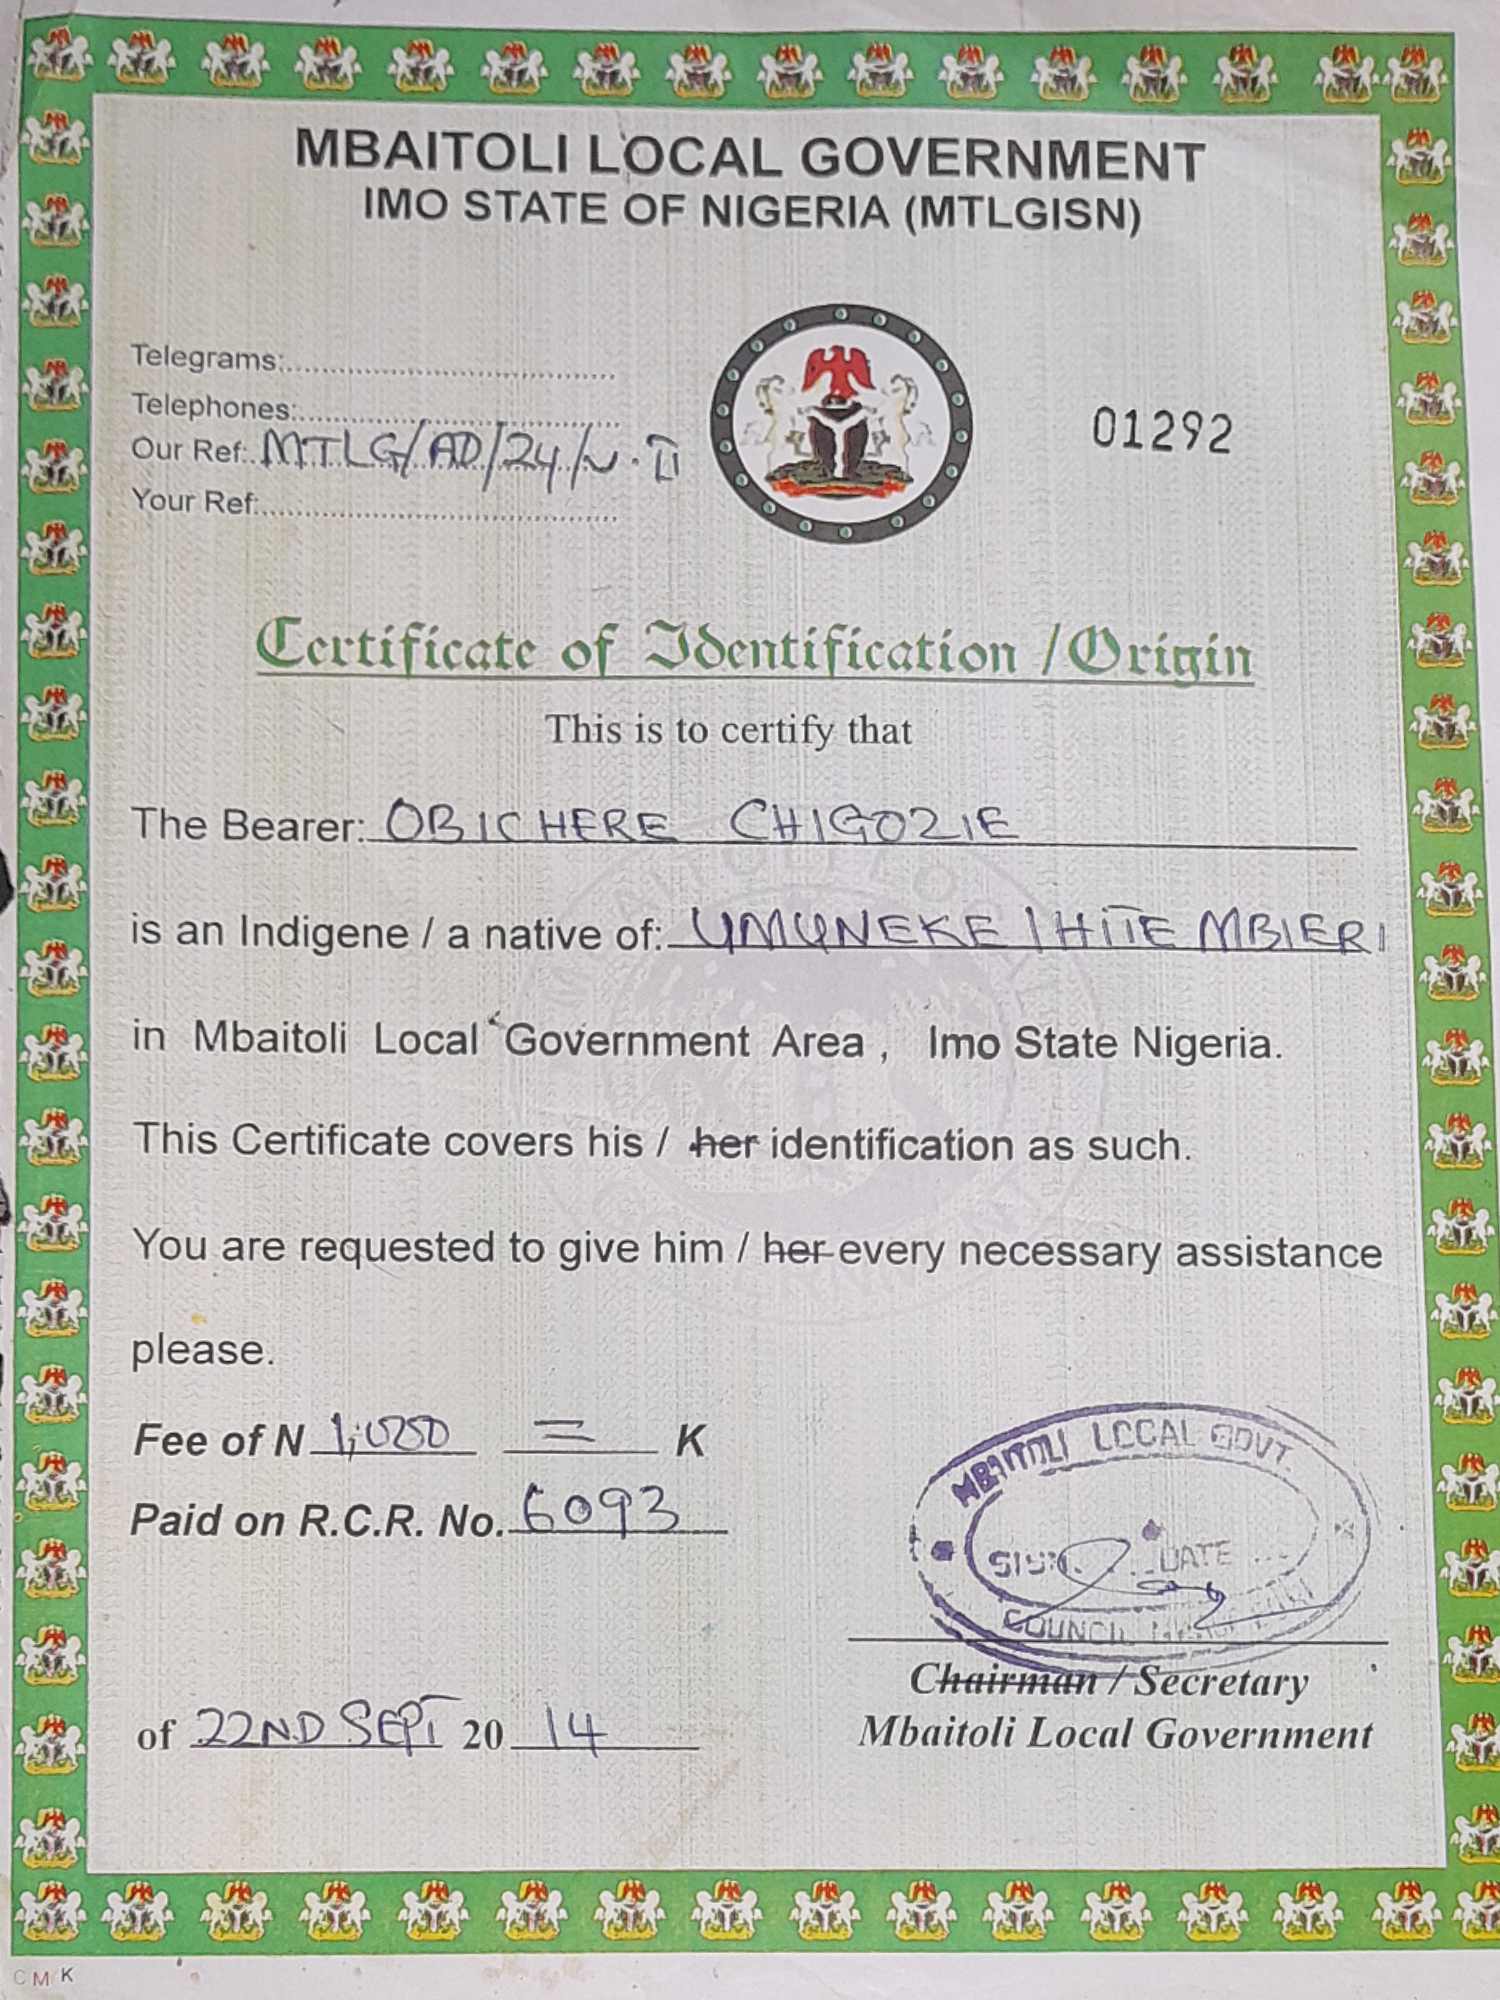 MBAITOLI LOCAL GOVERNMENT
IMO STATE OF NIGERIA (MTLGISN)
Telegrams:
Telephones:
Our Ref: MTLG/AD/24/V.II
Your Ref:
01292
Certificate of Identification / Origin
This is to certify that
The Bearer: OBICHERE CHIGOZIE
is an Indigene / a native of: UMUNEKE IHITE MBIERI
in Mbaitoli Local Government Area, Imo State Nigeria.
This Certificate covers his / her identification as such.
You are requested to give him / her every necessary assistance
please.
Fee of N 1,000 = K
Paid on R.C.R. No. 6093
MBAITOLI LOCAL GOVT.
SIGN. DATE
COUNCIL
Chairman / Secretary
Mbaitoli Local Government
of 22ND SEPT 20 14
C M K